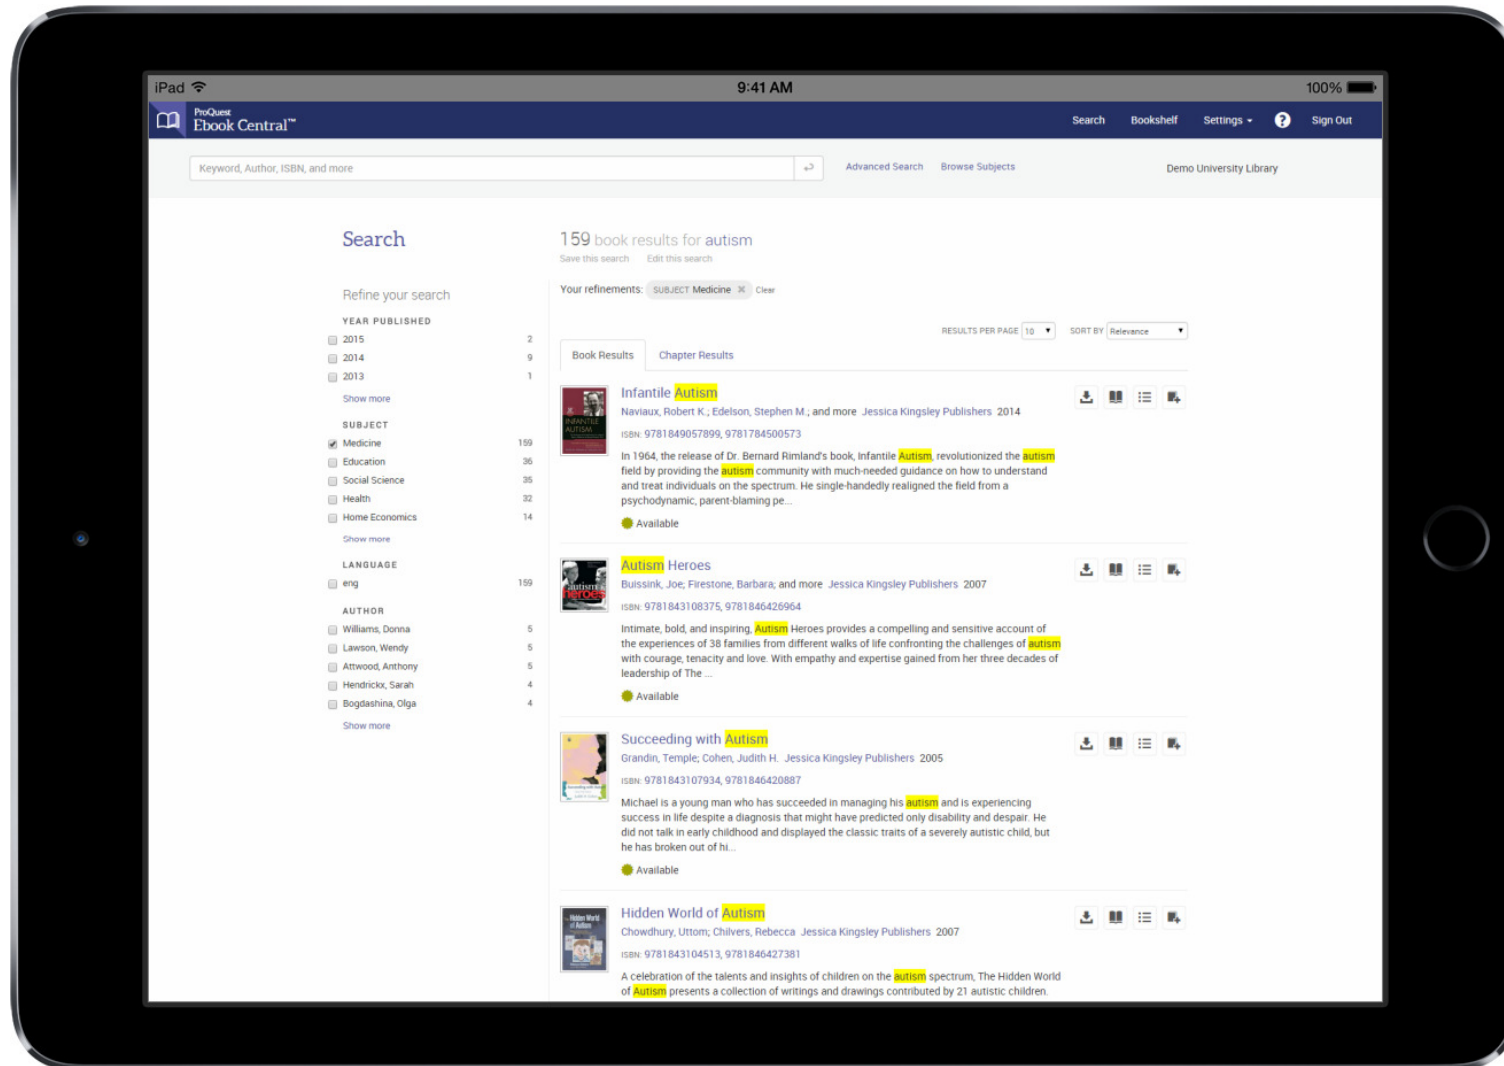 iPad
9:41 AM
100%
ProQuest
Ebook Central™
Search
Bookshelf
Settings
?
Sign Out
Keyword, Author, ISBN, and more
Advanced Search
Browse Subjects
Demo University Library
Search
Refine your search
YEAR PUBLISHED
2015 2
2014 9
2013 1
Show more
SUBJECT
Medicine 159
Education 36
Social Science 35
Health 32
Home Economics 14
Show more
LANGUAGE
eng 159
AUTHOR
Williams, Donna 5
Lawson, Wendy 5
Attwood, Anthony 5
Hendrickx, Sarah 4
Bogdashina, Olga 4
Show more
159 book results for autism
Save this search Edit this search
Your refinements: SUBJECT Medicine Clear
RESULTS PER PAGE 10 SORT BY Relevance
Book Results Chapter Results
INFANTILE
AUTISM
Infantile Autism
Naviaux, Robert K.; Edelson, Stephen M.; and more Jessica Kingsley Publishers 2014
ISBN: 9781849057899, 9781784500573
In 1964, the release of Dr. Bernard Rimland's book, Infantile Autism, revolutionized the autism
field by providing the autism community with much-needed guidance on how to understand
and treat individuals on the spectrum. He single-handedly realigned the field from a
psychodynamic, parent-blaming pe...
Available
autism
heroes
Autism Heroes
Buissink, Joe; Firestone, Barbara; and more Jessica Kingsley Publishers 2007
ISBN: 9781843108375, 9781846426964
Intimate, bold, and inspiring, Autism Heroes provides a compelling and sensitive account of
the experiences of 38 families from different walks of life confronting the challenges of autism
with courage, tenacity and love. With empathy and expertise gained from her three decades of
leadership of The ...
Available
Succeeding with Autism
Grandin, Temple; Cohen, Judith H. Jessica Kingsley Publishers 2005
ISBN: 9781843107934, 9781846420887
Michael is a young man who has succeeded in managing his autism and is experiencing
success in life despite a diagnosis that might have predicted only disability and despair. He
did not talk in early childhood and displayed the classic traits of a severely autistic child, but
he has broken out of hi...
Available
Hidden World
of Autism
Hidden World of Autism
Chowdhury, Uttom; Chilvers, Rebecca Jessica Kingsley Publishers 2007
ISBN: 9781843104513, 9781846427381
A celebration of the talents and insights of children on the autism spectrum, The Hidden World
of Autism presents a collection of writings and drawings contributed by 21 autistic children.